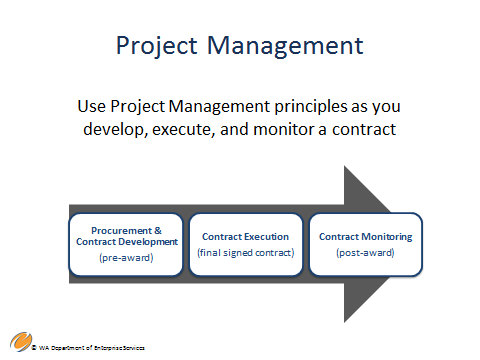 Project Management
Use Project Management principles as you
develop, execute, and monitor a contract
Procurement &
Contract Development
(pre-award)
Contract Execution
(final signed contract)
Contract Monitoring
(post-award)
© WA Department of Enterprise Services